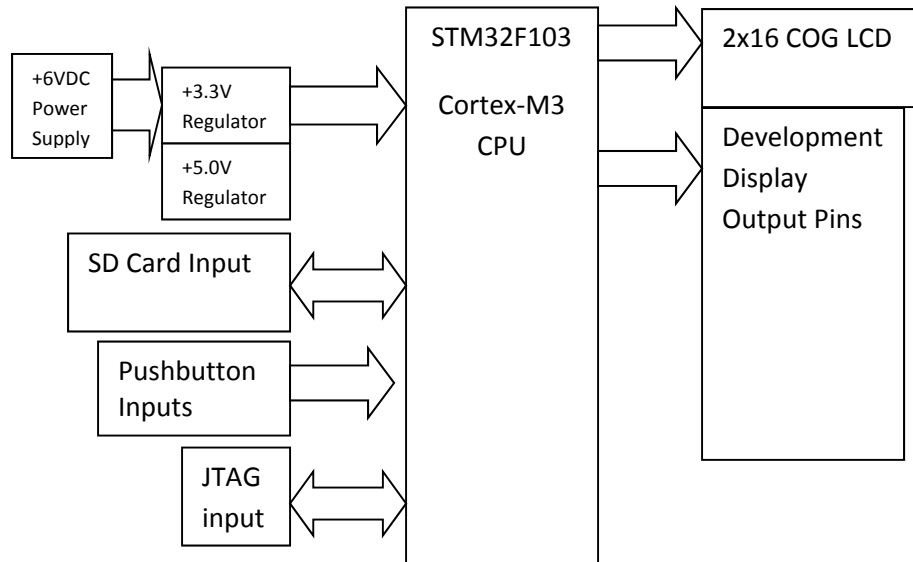 +6VDC
Power
Supply
+3.3V
Regulator
+5.0V
Regulator
SD Card Input
Pushbutton
Inputs
JTAG
input
STM32F103
Cortex-M3
CPU
2x16 COG LCD
Development
Display
Output Pins